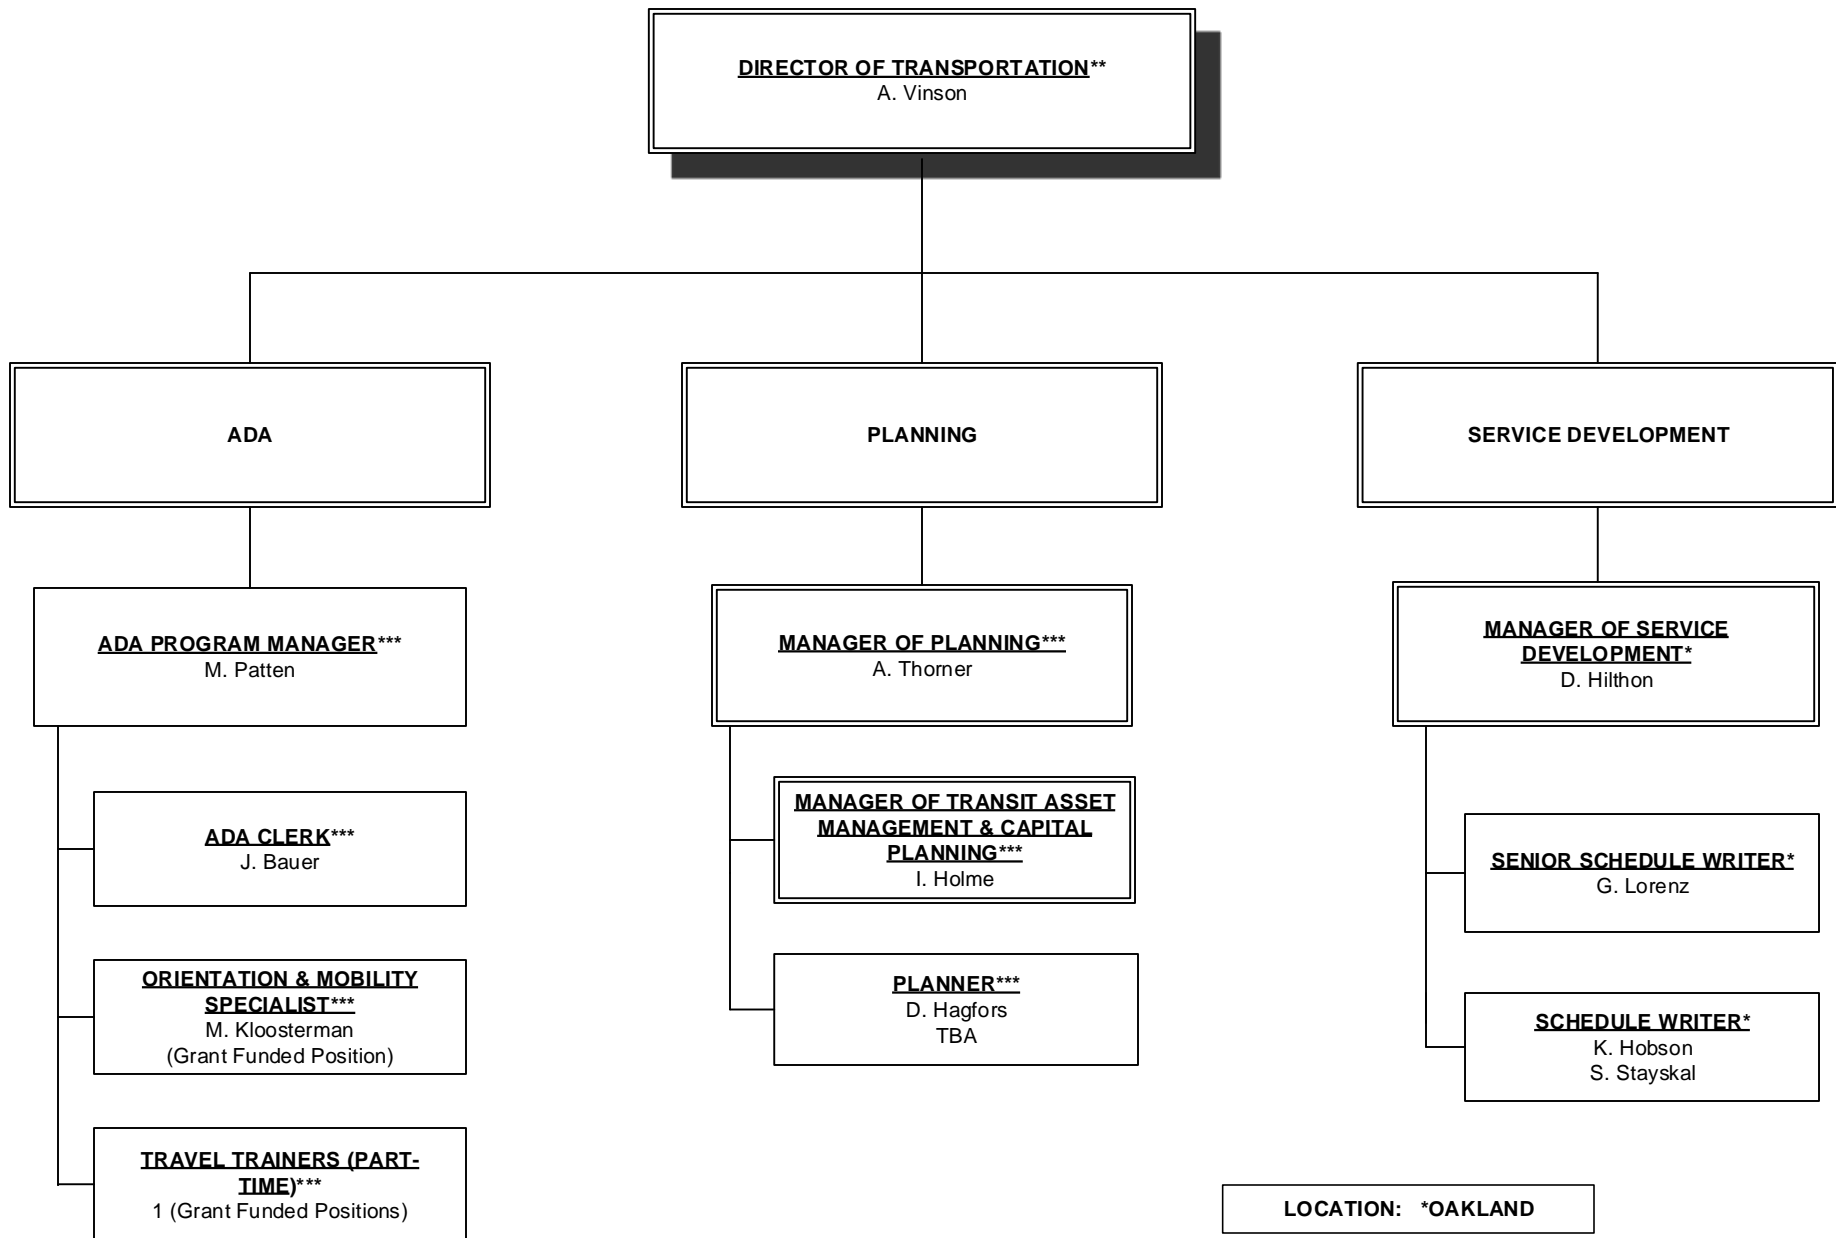 DIRECTOR OF TRANSPORTATION**
A. Vinson
ADA
PLANNING
SERVICE DEVELOPMENT
ADA PROGRAM MANAGER***
M. Patten
MANAGER OF PLANNING***
A. Thorner
MANAGER OF SERVICE
DEVELOPMENT*
D. Hilthon
ADA CLERK***
J. Bauer
MANAGER OF TRANSIT ASSET
MANAGEMENT & CAPITAL
PLANNING***
I. Holme
SENIOR SCHEDULE WRITER*
G. Lorenz
ORIENTATION & MOBILITY
SPECIALIST***
M. Kloosterman
(Grant Funded Position)
PLANNER***
D. Hagfors
TBA
SCHEDULE WRITER*
K. Hobson
S. Stayskal
TRAVEL TRAINERS (PART-
TIME)***
1 (Grant Funded Positions)
LOCATION: *OAKLAND